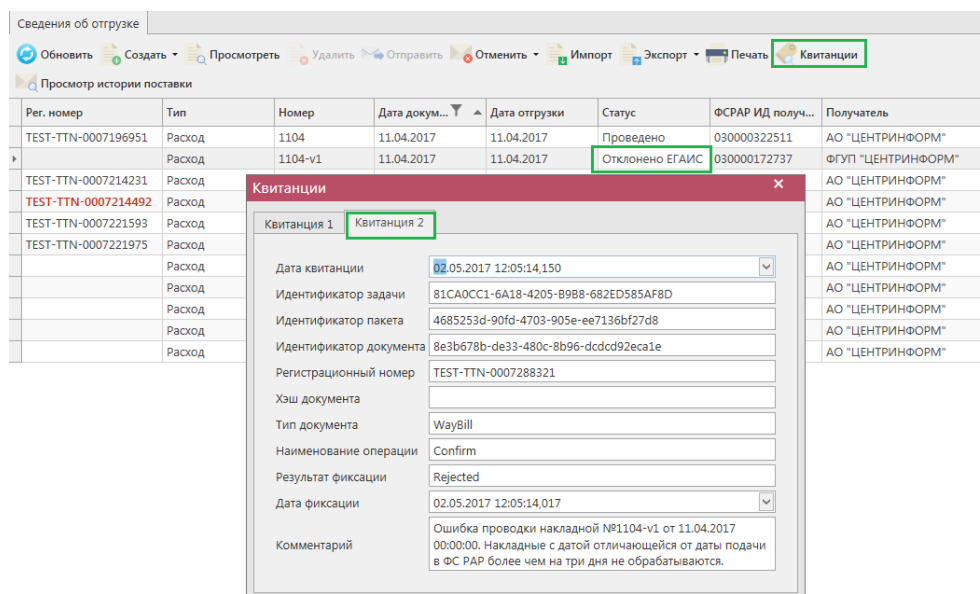 Сведения об отгрузке
Обновить Создать Просмотреть Удалить Отправить Отменить Импорт Экспорт Печать Квитанции
Просмотр истории поставки
Рег. номер Тип Номер Дата докум... Дата отгрузки Статус ФСРАР ИД получ... Получатель
TEST-TTN-0007196951 Расход 1104 11.04.2017 11.04.2017 Проведено 030000322511 АО "ЦЕНТРИНФОРМ"
Расход 1104-v1 11.04.2017 11.04.2017 Отклонено ЕГАИС 030000172737 ФГУП "ЦЕНТРИНФОРМ"
TEST-TTN-0007214231 Расход АО "ЦЕНТРИНФОРМ"
TEST-TTN-0007214492 Расход АО "ЦЕНТРИНФОРМ"
TEST-TTN-0007221593 Расход АО "ЦЕНТРИНФОРМ"
TEST-TTN-0007221975 Расход АО "ЦЕНТРИНФОРМ"
Расход АО "ЦЕНТРИНФОРМ"
Расход АО "ЦЕНТРИНФОРМ"
Расход АО "ЦЕНТРИНФОРМ"
Расход АО "ЦЕНТРИНФОРМ"
Расход АО "ЦЕНТРИНФОРМ"
Квитанции
Квитанция 1 Квитанция 2
Дата квитанции 02.05.2017 12:05:14,150
Идентификатор задачи 81CA0CC1-6A18-4205-B9B8-682ED585AF8D
Идентификатор пакета 4685253d-90fd-4703-905e-ee7136bf27d8
Идентификатор документа 8e3b678b-de33-480c-8b96-dcdcd92eca1e
Регистрационный номер TEST-TTN-0007288321
Хэш документа
Тип документа WayBill
Наименование операции Confirm
Результат фиксации Rejected
Дата фиксации 02.05.2017 12:05:14,017
Комментарий Ошибка проводки накладной №1104-v1 от 11.04.2017
00:00:00. Накладные с датой отличающейся от даты подачи
в ФС РАР более чем на три дня не обрабатываются.